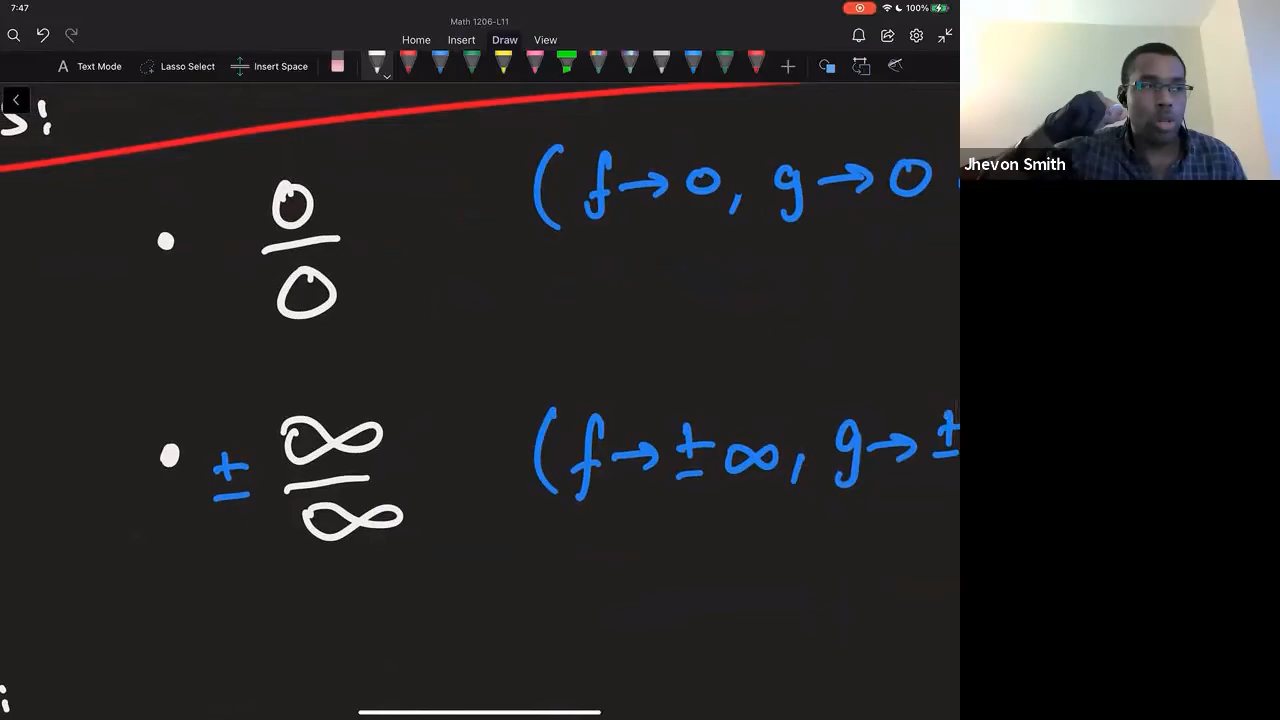 7:47
100%
Math 1206-L11
Home Insert Draw View
Text Mode Lasso Select Insert Space
s!
• 0/0 (f→0, g→0
• ± ∞/∞ (f→±∞, g→±
Jhevon Smith